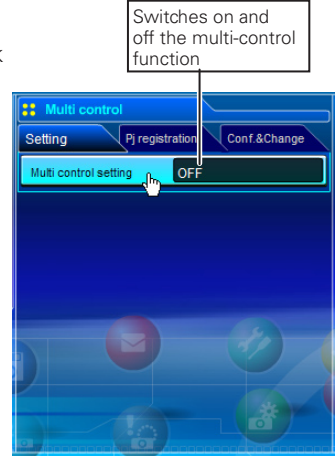 Switches on and
off the multi-control
function
Multi control
Setting Pj registration Conf.&Change
Multi control setting OFF